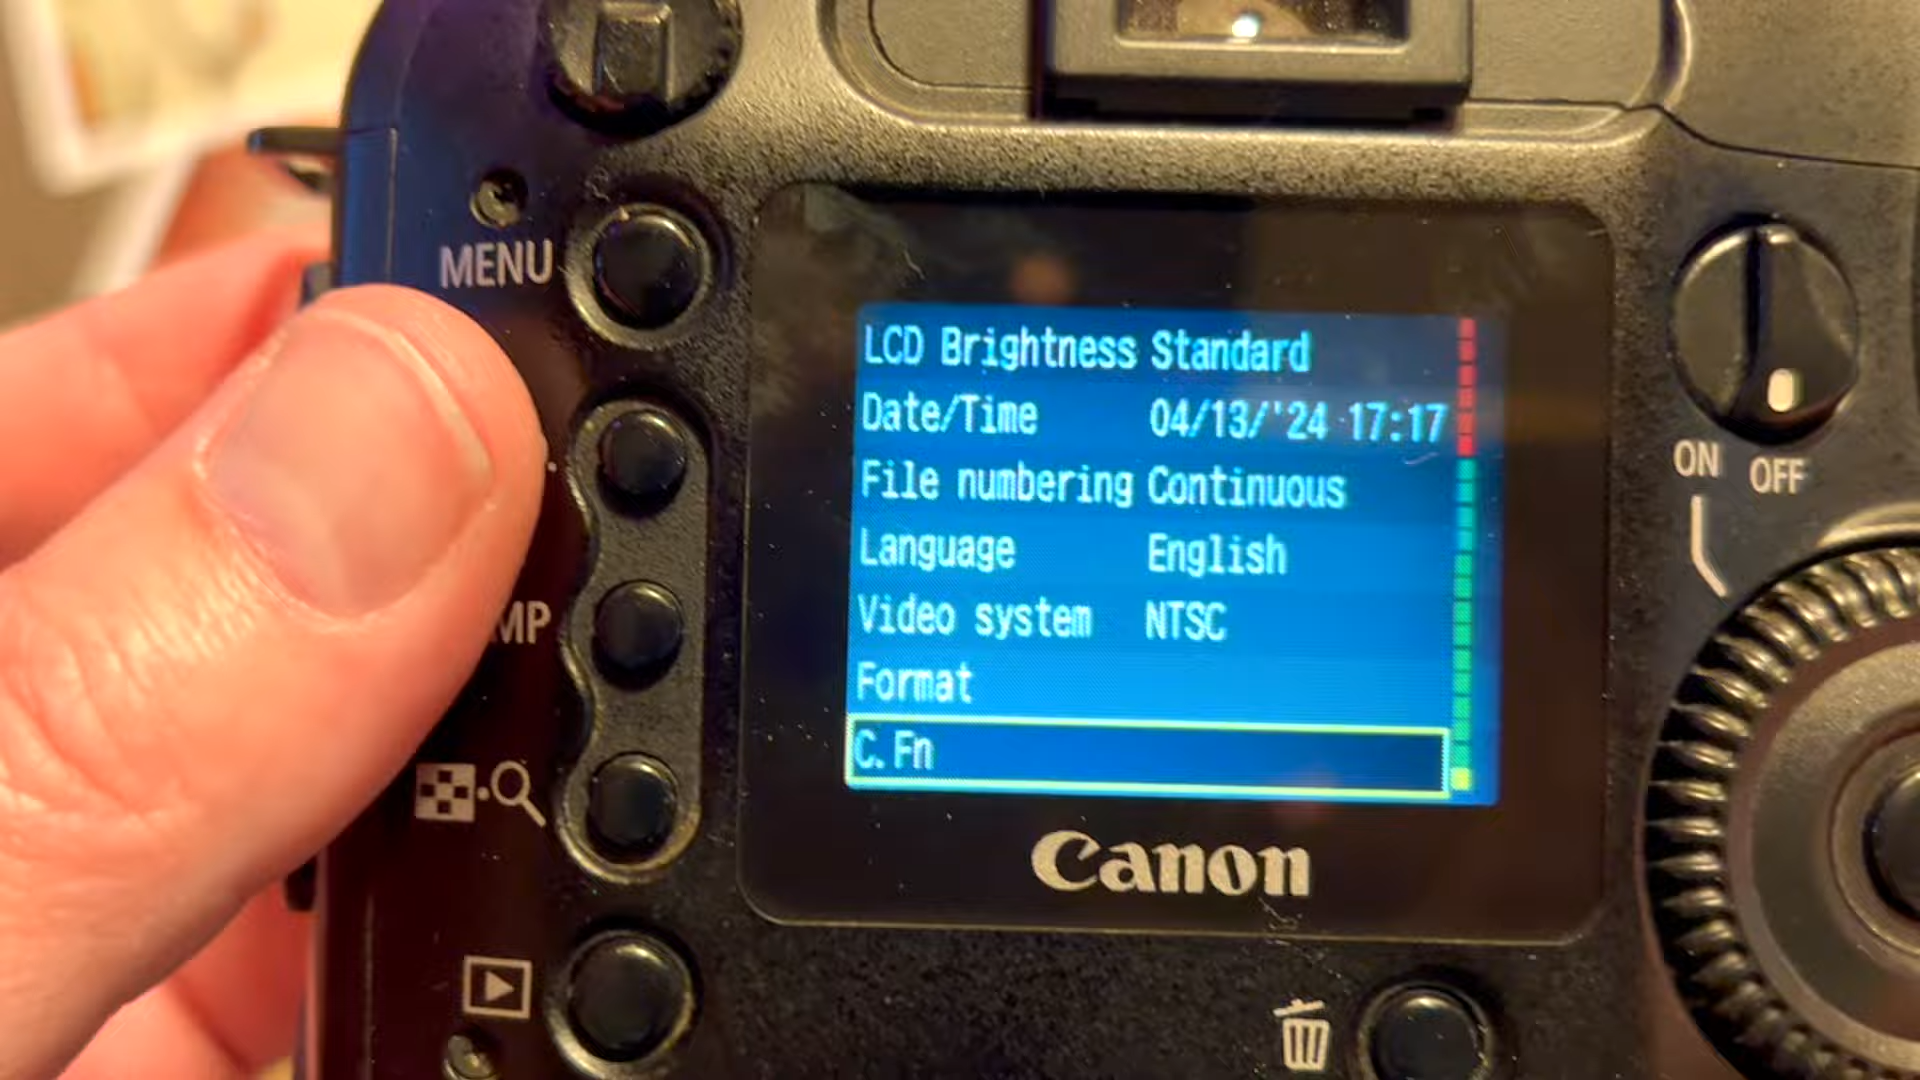 MENU
LCD Brightness Standard
Date/Time 04/13/'24 17:17
File numbering Continuous
Language English
Video system NTSC
Format
C.Fn
Canon
ON OFF